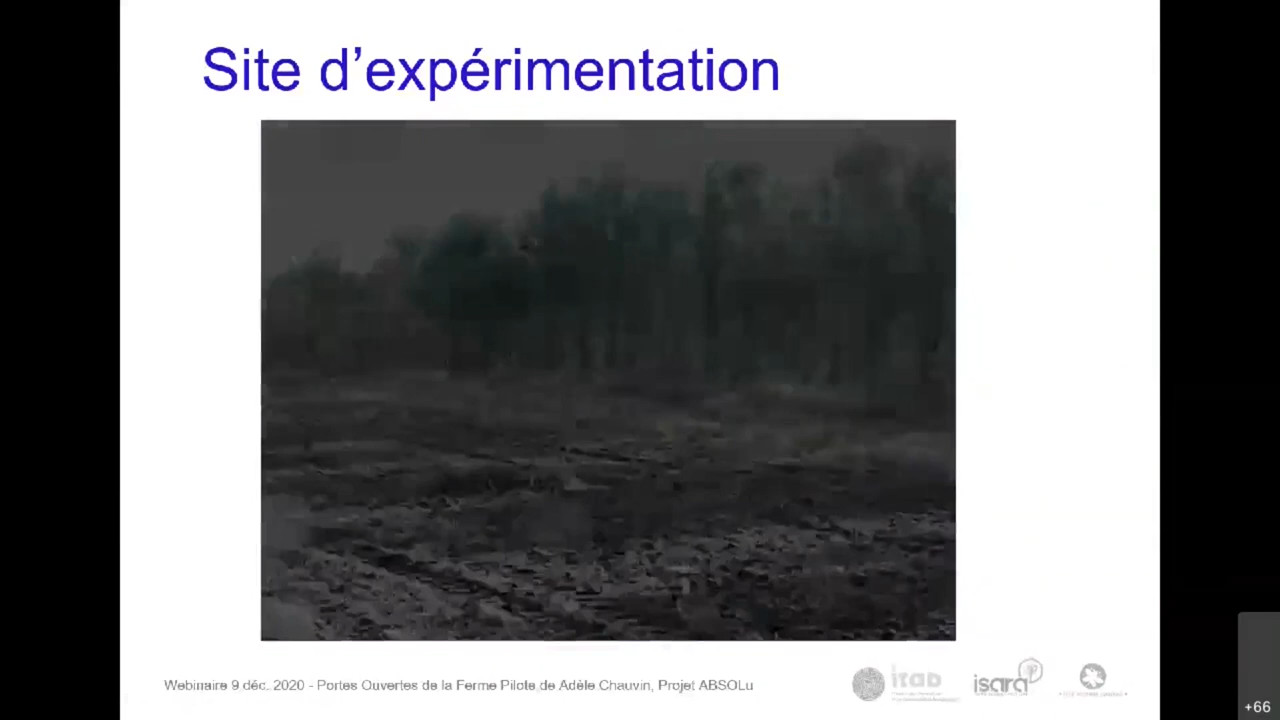 Site d'expérimentation
Webinaire 9 déc. 2020 - Portes Ouvertes de la Ferme Pilote de Adèle Chauvin, Projet ABSOLu
itab
isara
+66